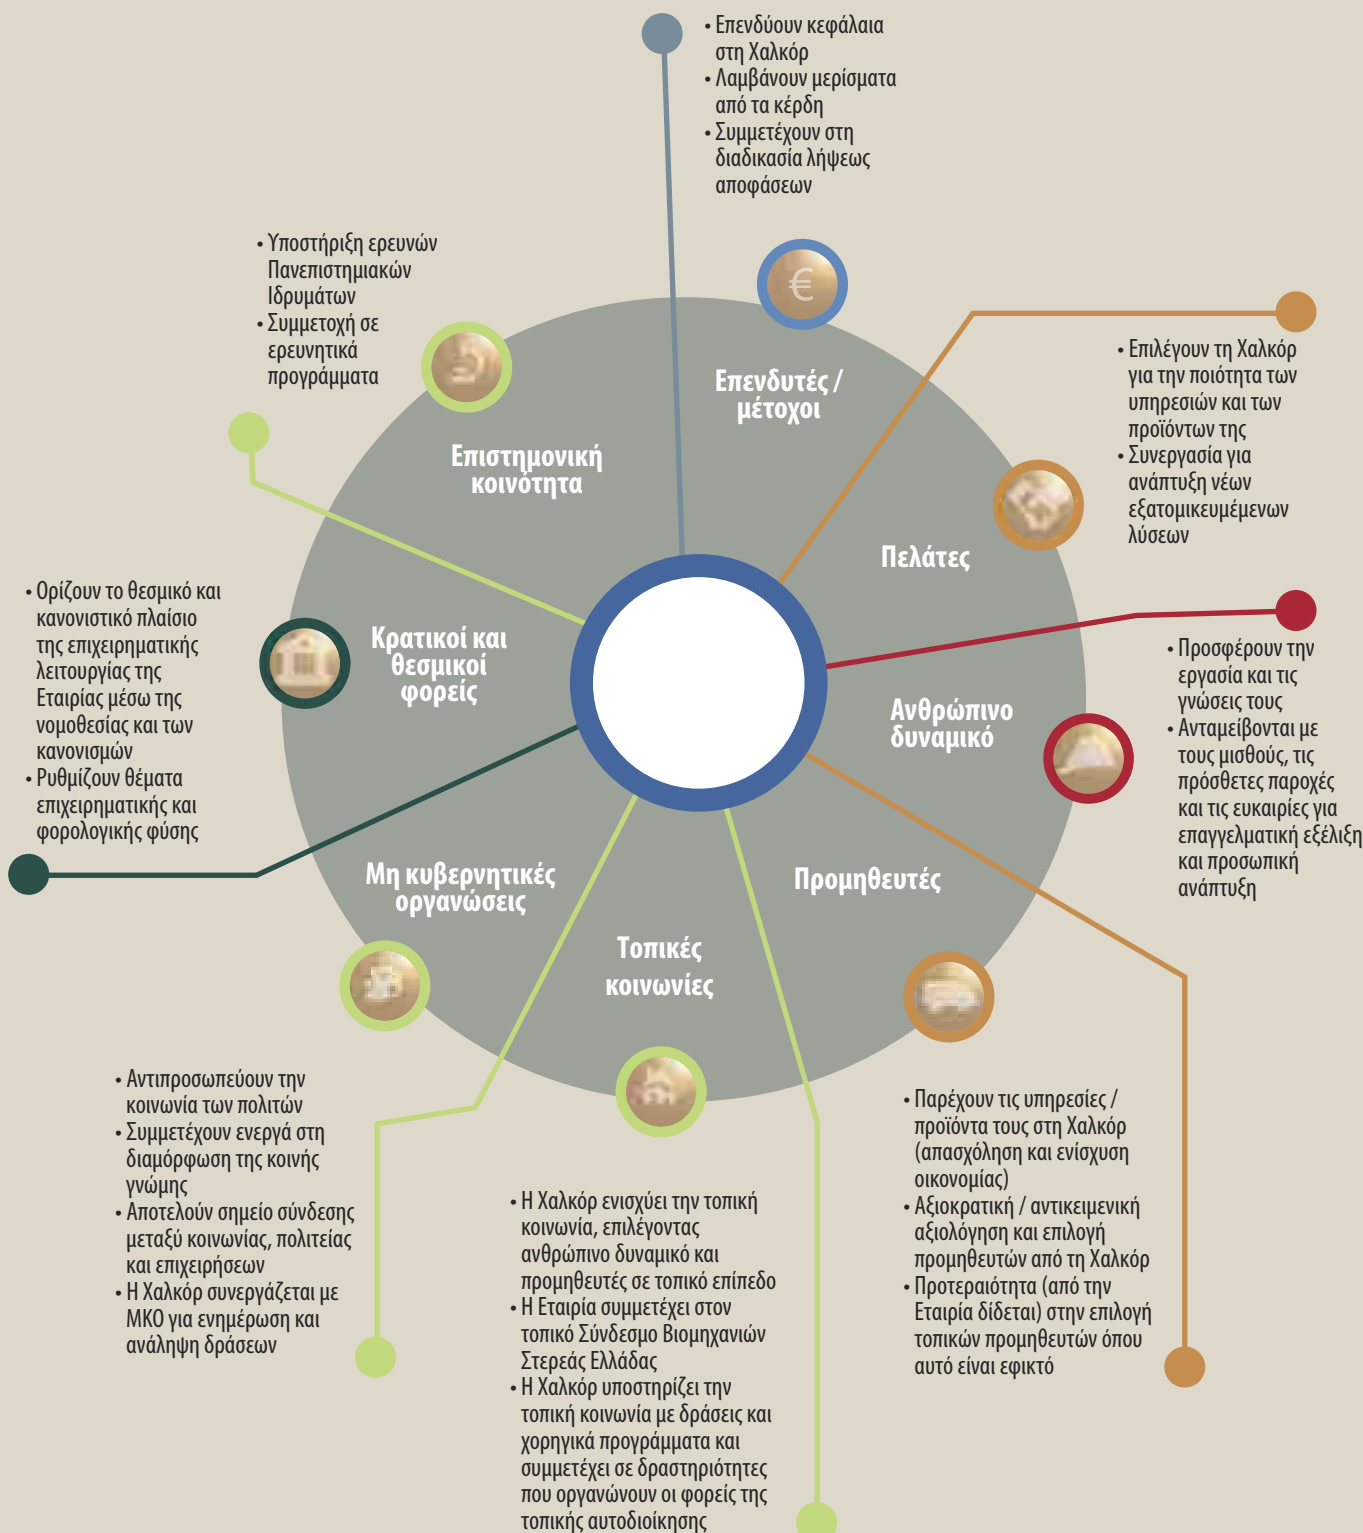 • Επενδύουν κεφάλαια
στη Χαλκόρ
• Λαμβάνουν μερίσματα
από τα κέρδη
• Συμμετέχουν στη
διαδικασία λήψεως
αποφάσεων
€
Επενδυτές /
μέτοχοι
• Επιλέγουν τη Χαλκόρ
για την ποιότητα των
υπηρεσιών και των
προϊόντων της
• Συνεργασία για
ανάπτυξη νέων
εξατομικευμέμενων
λύσεων
Πελάτες
• Προσφέρουν την
εργασία και τις
γνώσεις τους
• Ανταμείβονται με
τους μισθούς, τις
πρόσθετες παροχές
και τις ευκαιρίες για
επαγγελματική εξέλιξη
και προσωπική
ανάπτυξη
Ανθρώπινο
δυναμικό
Προμηθευτές
• Παρέχουν τις υπηρεσίες /
προϊόντα τους στη Χαλκόρ
(απασχόληση και ενίσχυση
οικονομίας)
• Αξιοκρατική / αντικειμενική
αξιολόγηση και επιλογή
προμηθευτών από τη Χαλκόρ
• Προτεραιότητα (από την
Εταιρία δίδεται) στην επιλογή
τοπικών προμηθευτών όπου
αυτό είναι εφικτό
Τοπικές
κοινωνίες
• Η Χαλκόρ ενισχύει την τοπική
κοινωνία, επιλέγοντας
ανθρώπινο δυναμικό και
προμηθευτές σε τοπικό επίπεδο
• Η Εταιρία συμμετέχει στον
τοπικό Σύνδεσμο Βιομηχανιών
Στερεάς Ελλάδας
• Η Χαλκόρ υποστηρίζει την
τοπική κοινωνία με δράσεις και
χορηγικά προγράμματα και
συμμετέχει σε δραστηριότητες
που οργανώνουν οι φορείς της
τοπικής αυτοδιοίκησης
Μη κυβερνητικές
οργανώσεις
• Αντιπροσωπεύουν την
κοινωνία των πολιτών
• Συμμετέχουν ενεργά στη
διαμόρφωση της κοινής
γνώμης
• Αποτελούν σημείο σύνδεσης
μεταξύ κοινωνίας, πολιτείας
και επιχειρήσεων
• Η Χαλκόρ συνεργάζεται με
ΜΚΟ για ενημέρωση και
ανάληψη δράσεων
Κρατικοί και
θεσμικοί
φορείς
• Ορίζουν το θεσμικό και
κανονιστικό πλαίσιο
της επιχειρηματικής
λειτουργίας της
Εταιρίας μέσω της
νομοθεσίας και των
κανονισμών
• Ρυθμίζουν θέματα
επιχειρηματικής και
φορολογικής φύσης
Επιστημονική
κοινότητα
• Υποστήριξη ερευνών
Πανεπιστημιακών
Ιδρυμάτων
• Συμμετοχή σε
ερευνητικά
προγράμματα